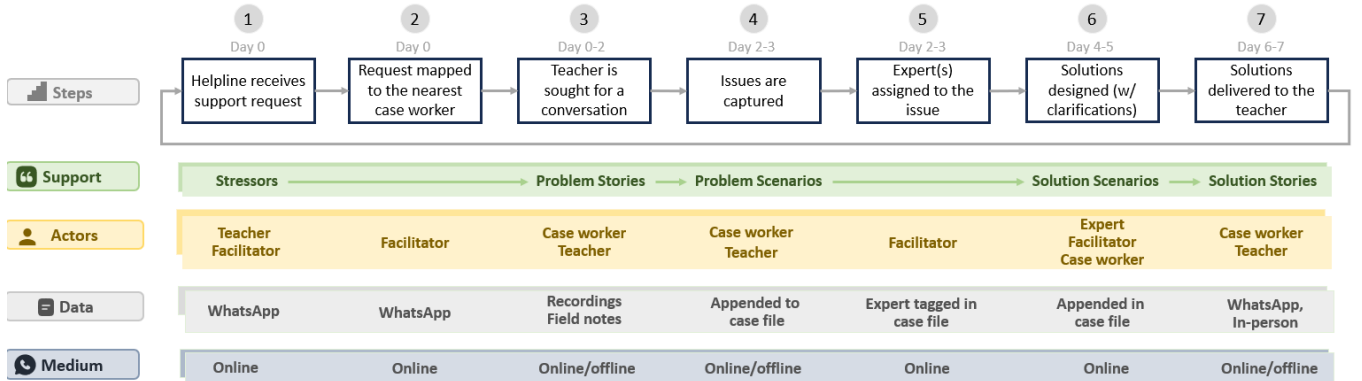 1 2 3 4 5 6 7
Day 0 Day 0 Day 0-2 Day 2-3 Day 2-3 Day 4-5 Day 6-7
Steps
Helpline receives
support request
Request mapped
to the nearest
case worker
Teacher is
sought for a
conversation
Issues are
captured
Expert(s)
assigned to the
issue
Solutions
designed (w/
clarifications)
Solutions
delivered to the
teacher
Support
Stressors
Problem Stories
Problem Scenarios
Solution Scenarios
Solution Stories
Actors
Teacher
Facilitator
Facilitator
Case worker
Teacher
Case worker
Teacher
Facilitator
Expert
Facilitator
Case worker
Case worker
Teacher
Data
WhatsApp
WhatsApp
Recordings
Field notes
Appended to
case file
Expert tagged in
case file
Appended in
case file
WhatsApp,
In-person
Medium
Online
Online
Online/offline
Online/offline
Online
Online
Online/offline